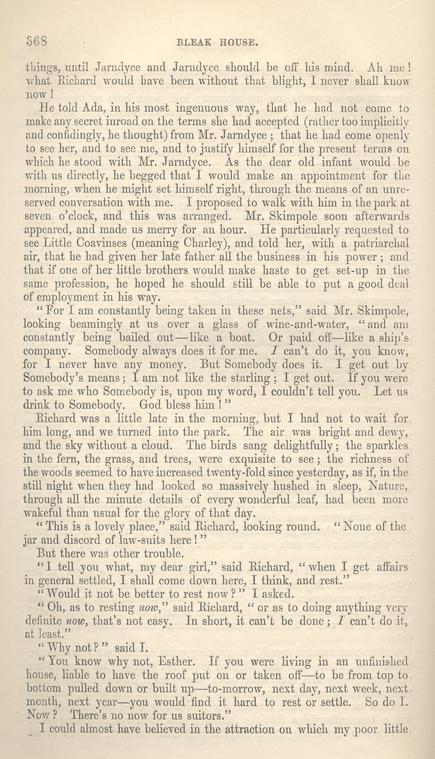 368
BLEAK HOUSE.
things, until Jarndyce and Jarndyce should be off his mind. Ah me!
what Richard would have been without that blight, I never shall know
now!
He told Ada, in his most ingenuous way, that he had not come to
make any secret inroad on the terms she had accepted (rather too implicitly
and confidingly, he thought) from Mr. Jarndyce; that he had come openly
to see her, and to see me, and to justify himself for the present terms on
which he stood with Mr. Jarndyce. As the dear old infant would be
with us directly, he begged that I would make an appointment for the
morning, when he might set himself right, through the means of an unre-
served conversation with me. I proposed to walk with him in the park at
seven o'clock, and this was arranged. Mr. Skimpole soon afterwards
appeared, and made us merry for an hour. He particularly requested to
see Little Coavinses (meaning Charley), and told her, with a patriarchal
air, that he had given her late father all the business in his power; and
that if one of her little brothers would make haste to get set-up in the
same profession, he hoped he should still be able to put a good deal
of employment in his way.
"For I am constantly being taken in these nets," said Mr. Skimpole,
looking beamingly at us over a glass of wine-and-water, "and am
constantly being bailed out—like a boat. Or paid off—like a ship's
company. Somebody always does it for me. I can't do it, you know,
for I never have any money. But Somebody does it. I get out by
Somebody's means; I am not like the starling; I get out. If you were
to ask me who Somebody is, upon my word, I couldn't tell you. Let us
drink to Somebody. God bless him!"
Richard was a little late in the morning, but I had not to wait for
him long, and we turned into the park. The air was bright and dewy,
and the sky without a cloud. The birds sang delightfully; the sparkles
in the fern, the grass, and trees, were exquisite to see; the richness of
the woods seemed to have increased twenty-fold since yesterday, as if, in the
still night when they had looked so massively hushed in sleep, Nature,
through all the minute details of every wonderful leaf, had been more
wakeful than usual for the glory of that day.
"This is a lovely place," said Richard, looking round. "None of the
jar and discord of law-suits here!"
But there was other trouble.
"I tell you what, my dear girl," said Richard, "when I get affairs
in general settled, I shall come down here, I think, and rest."
"Would it not be better to rest now?" I asked.
"Oh, as to resting now," said Richard, "or as to doing anything very
definite now, that's not easy. In short, it can't be done; I can't do it,
at least."
"Why not?" said I.
"You know why not, Esther. If you were living in an unfinished
house, liable to have the roof put on or taken off—to be from top to
bottom pulled down or built up—to-morrow, next day, next week, next
month, next year—you would find it hard to rest or settle. So do I.
Now? There's no now for us suitors."
I could almost have believed in the attraction on which my poor little